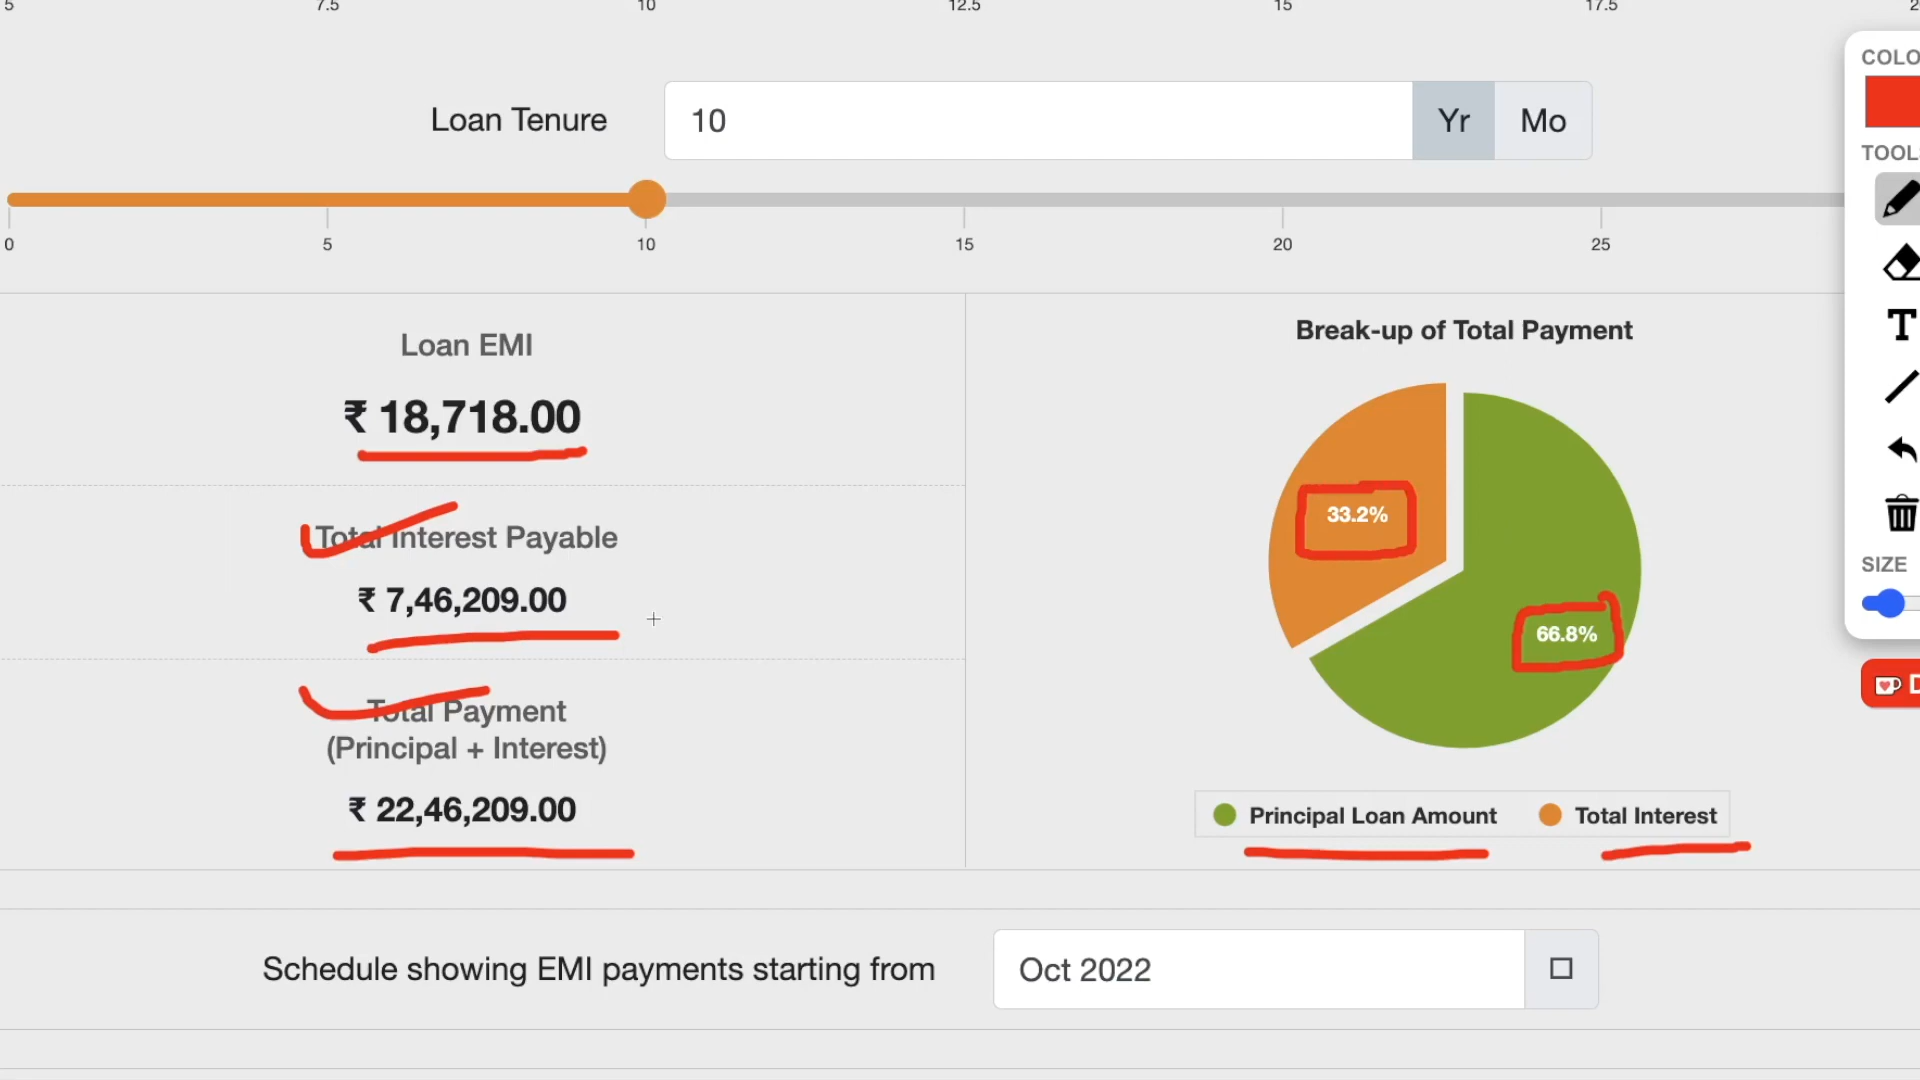 5 7.5 10 12.5 15 17.5
COLO
Loan Tenure 10 Yr Mo
TOOL
0 5 10 15 20 25
Loan EMI
₹ 18,718.00
Total Interest Payable
₹ 7,46,209.00
Total Payment
(Principal + Interest)
₹ 22,46,209.00
Break-up of Total Payment
33.2%
66.8%
Principal Loan Amount Total Interest
T
SIZE
Schedule showing EMI payments starting from Oct 2022